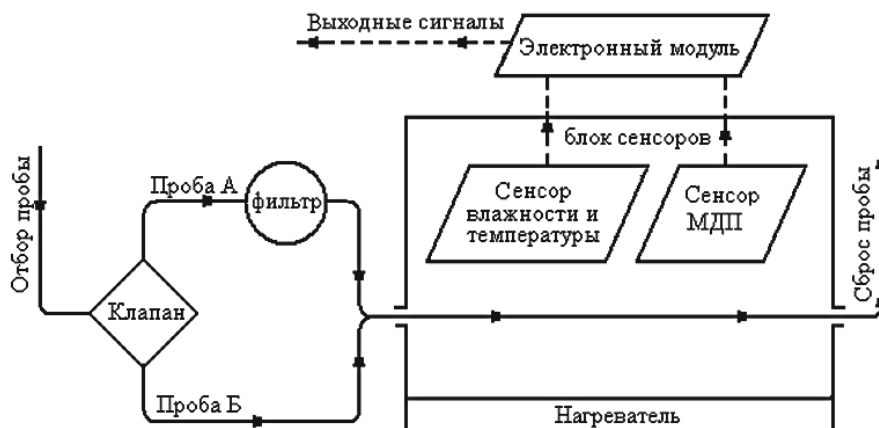 Выходные сигналы
Электронный модуль
блок сенсоров
Отбор пробы
Проба А
фильтр
Сенсор
влажности и
температуры
Сенсор
МДП
Сброс пробы
Клапан
Проба Б
Нагреватель